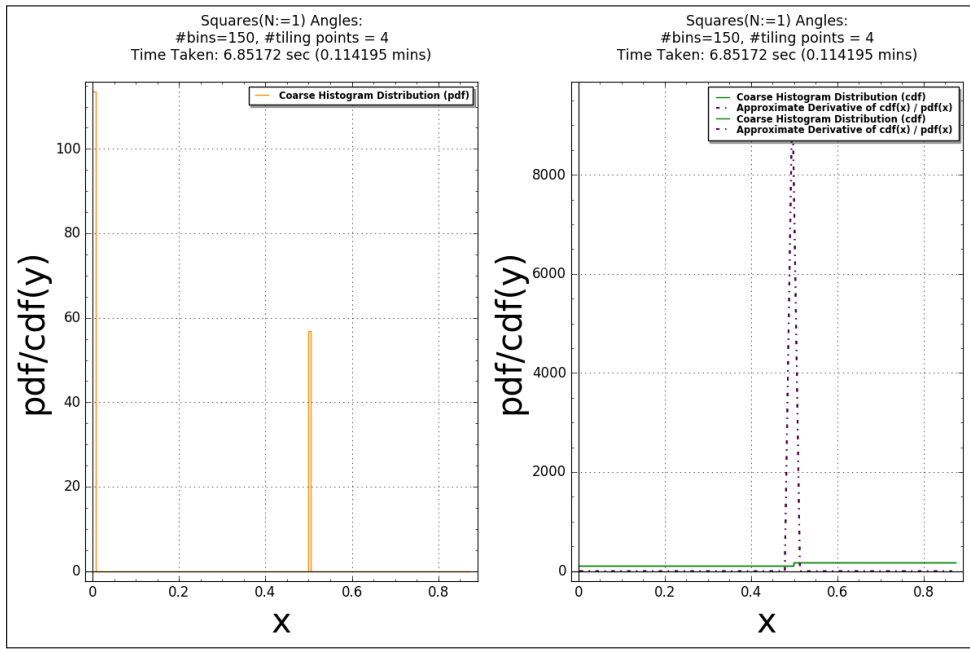 Squares(N:=1) Angles:
#bins=150, #tiling points = 4
Time Taken: 6.85172 sec (0.114195 mins)
Coarse Histogram Distribution (pdf)
pdf/cdf(y)
100
80
60
40
20
0
0
0.2
0.4
0.6
0.8
x
Squares(N:=1) Angles:
#bins=150, #tiling points = 4
Time Taken: 6.85172 sec (0.114195 mins)
Coarse Histogram Distribution (cdf)
Approximate Derivative of cdf(x) / pdf(x)
Coarse Histogram Distribution (cdf)
Approximate Derivative of cdf(x) / pdf(x)
pdf/cdf(y)
8000
6000
4000
2000
0
0
0.2
0.4
0.6
0.8
x